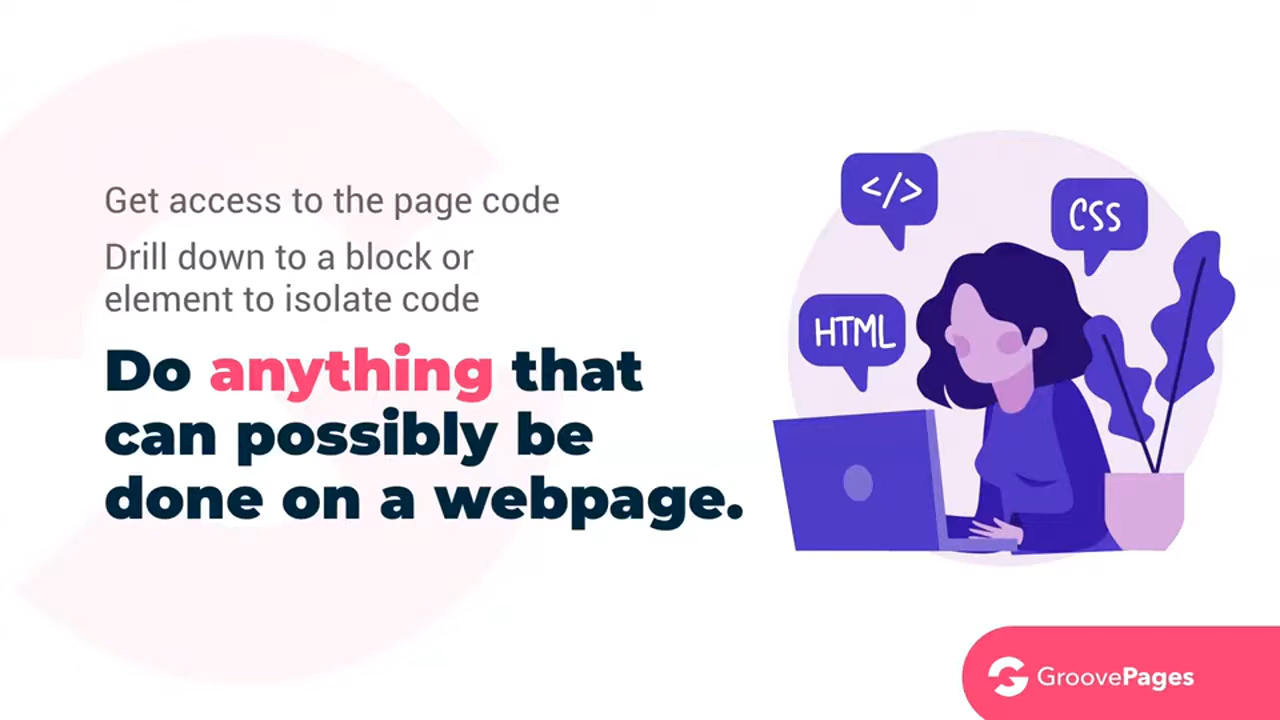 Get access to the page code
Drill down to a block or
element to isolate code
Do anything that
can possibly be
done on a webpage.
</>
CSS
HTML
GroovePages